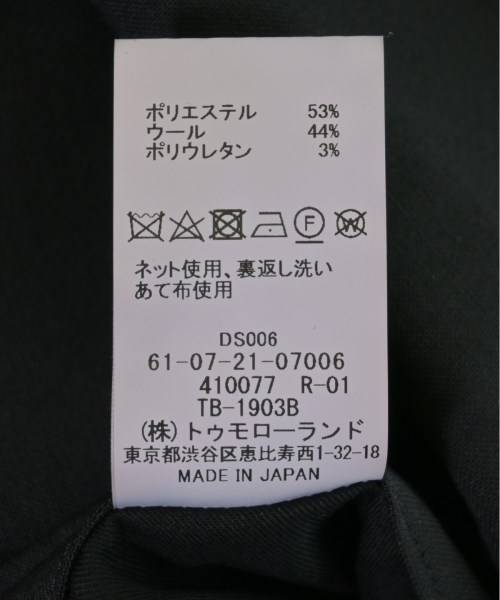 ポリエステル 53%
ウール 44%
ポリウレタン 3%
F W
ネット使用、裏返し洗い
あて布使用
DS006
61-07-21-07006
410077 R-01
TB-1903B
(株)トゥモローランド
東京都渋谷区恵比寿西1-32-18
MADE IN JAPAN